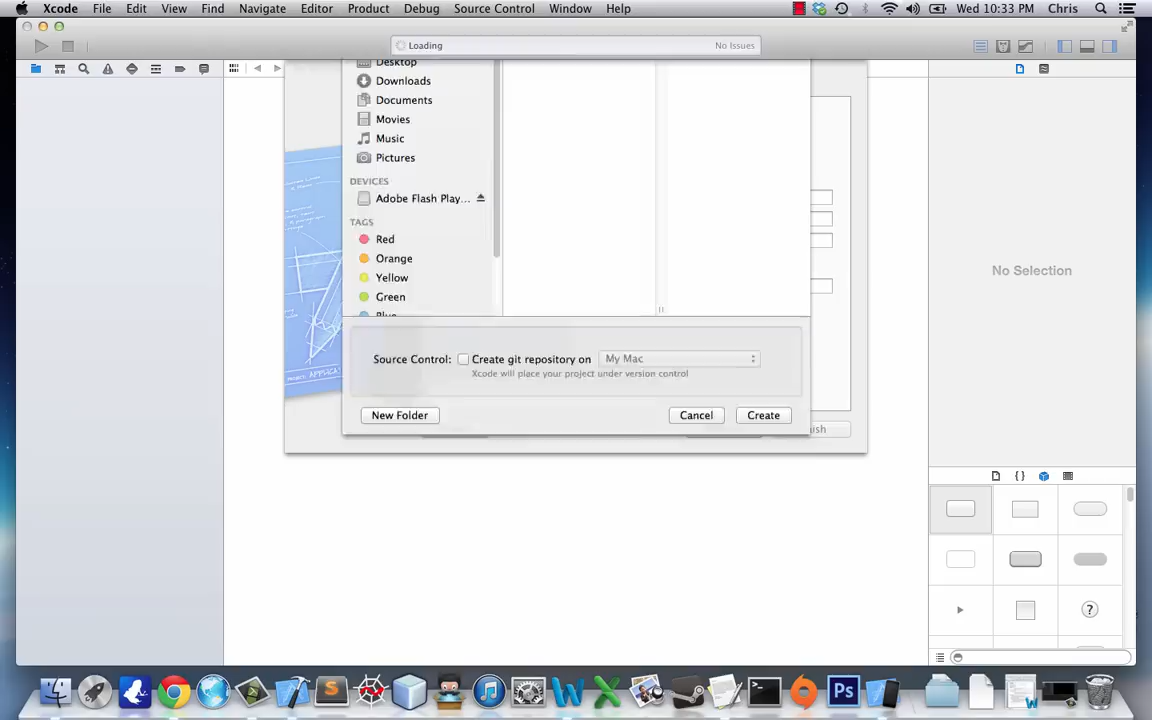 Xcode File Edit View Find Navigate Editor Product Debug Source Control Window Help Wed 10:33 PM Chris
Loading No Issues
Desktop
Downloads
Documents
Movies
Music
Pictures
DEVICES
Adobe Flash Play...
TAGS
Red
Orange
Yellow
Green
Blue
No Selection
Source Control: Create git repository on My Mac
Xcode will place your project under version control
New Folder Cancel Create